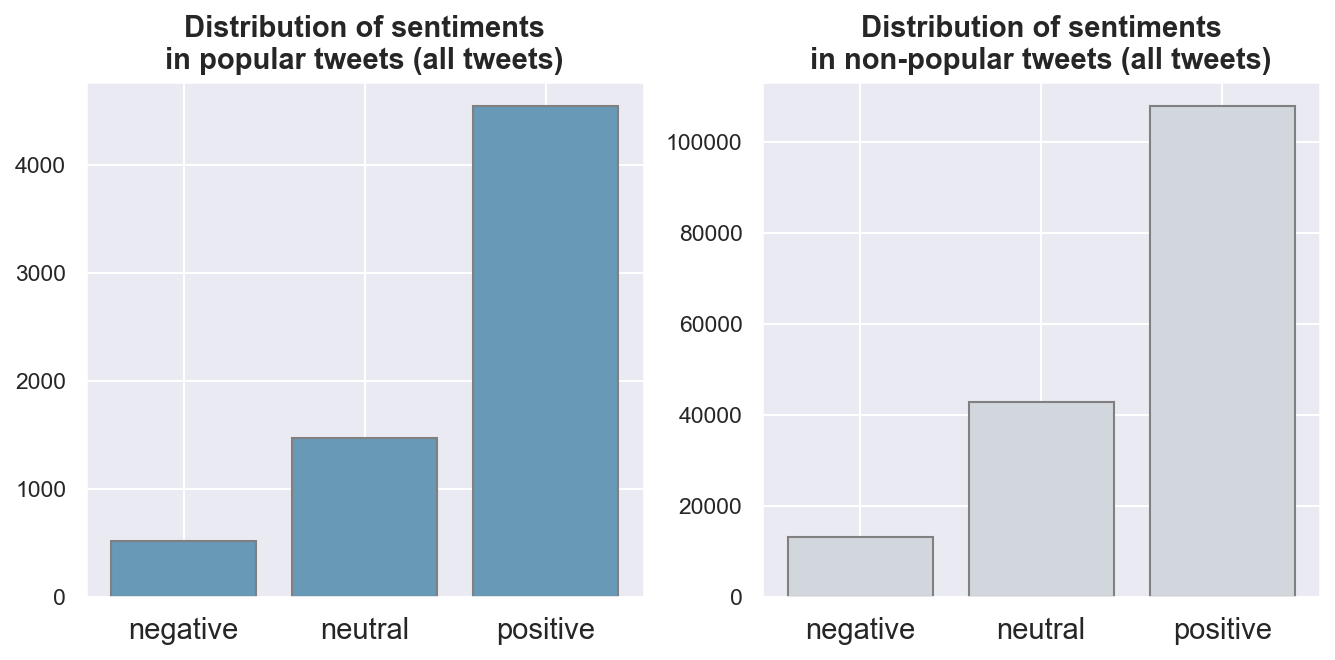 Distribution of sentiments
in popular tweets (all tweets)
4000
3000
2000
1000
0
negative neutral positive
Distribution of sentiments
in non-popular tweets (all tweets)
100000
80000
60000
40000
20000
0
negative neutral positive